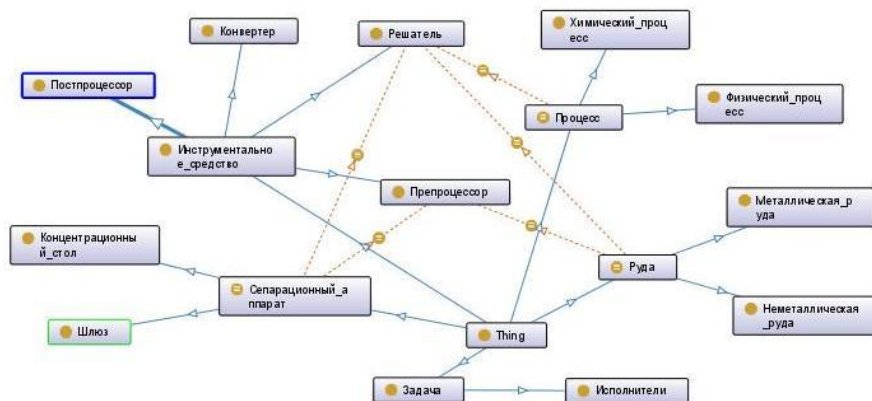 Конвертер
Решатель
Химический_проц
есс
Постпроцессор
Физический_проц
есс
Процесс
Инструментально
е_средство
Препроцессор
Металлическая_р
уда
Концентрационны
й_стол
Руда
Сепарационный_а
ппарат
Неметаллическая
_руда
Шлюз
Thing
Задача
Исполнители